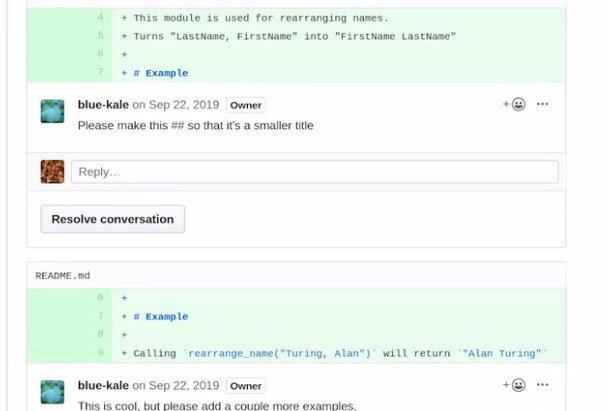 4 + This module is used for rearranging names.
5 + Turns "LastName, FirstName" into "FirstName LastName"
6 +
7 + # Example
blue-kale on Sep 22, 2019 Owner + ···
Please make this ## so that it's a smaller title
Reply...
Resolve conversation
README.md
6 +
7 + # Example
8 +
9 + Calling `rearrange_name("Turing, Alan")` will return `"Alan Turing"`
blue-kale on Sep 22, 2019 Owner + ···
This is cool, but please add a couple more examples.